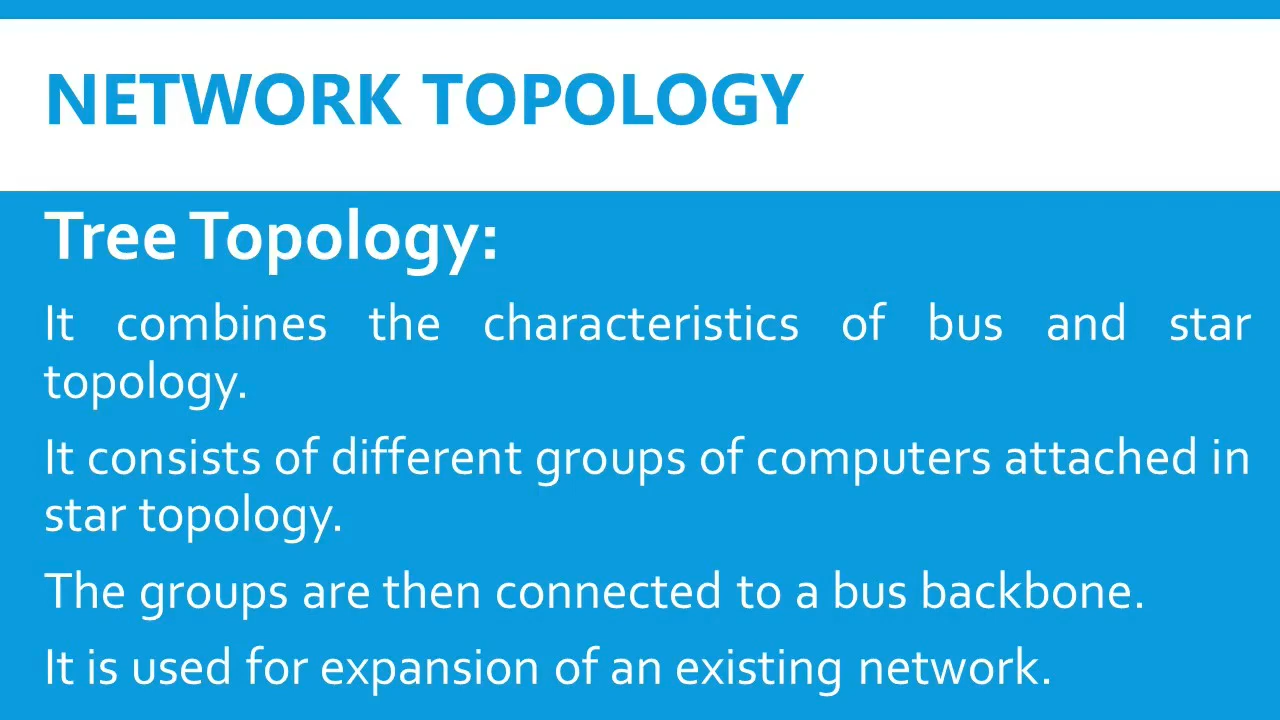 NETWORK TOPOLOGY
Tree Topology:
It combines the characteristics of bus and star
topology.
It consists of different groups of computers attached in
star topology.
The groups are then connected to a bus backbone.
It is used for expansion of an existing network.